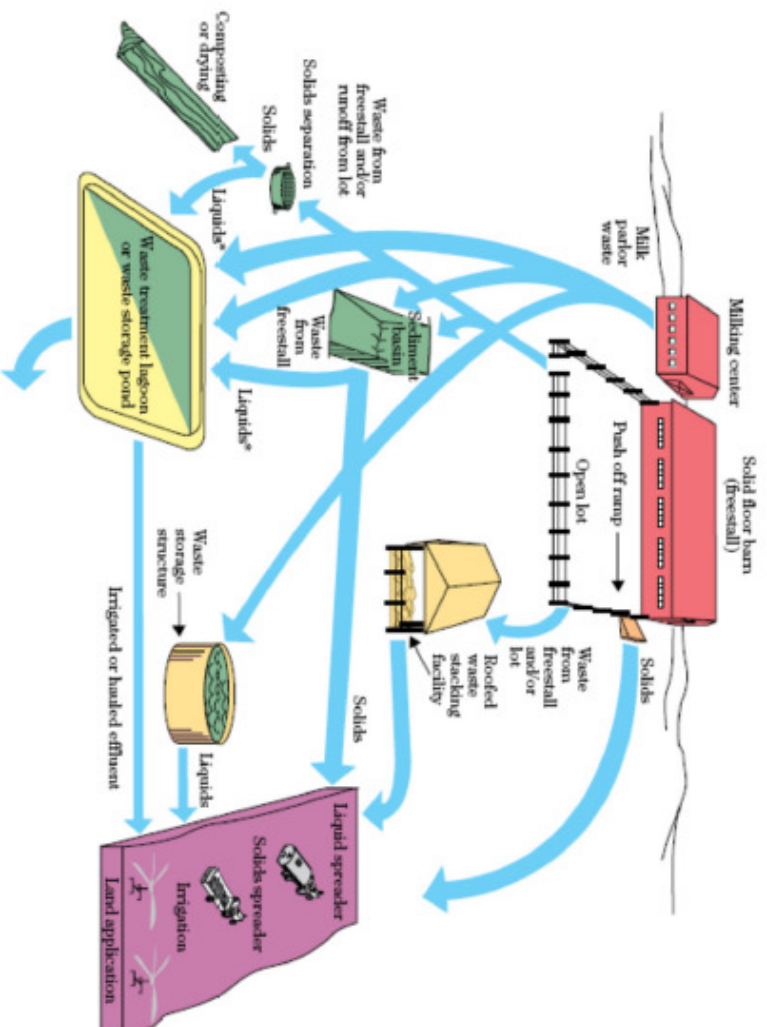 Milking center
Solid floor barn
(freestall)
Milk
parlor
waste
Push off ramp
Open lot
Solids
Waste from
freestall and/or
runoff from lot
Solids separation
Solids
Composting
or drying
Liquids*
Sediment
basin
Waste
from
freestall
Liquids*
Waste
from
freestall
and/or
lot
Roofed
waste
stacking
facility
Solids
Waste treatment lagoon
or waste storage pond
Waste
storage
structure
Liquids
Irrigated or hauled effluent
Liquid spreader
Solids spreader
Irrigation
Land application